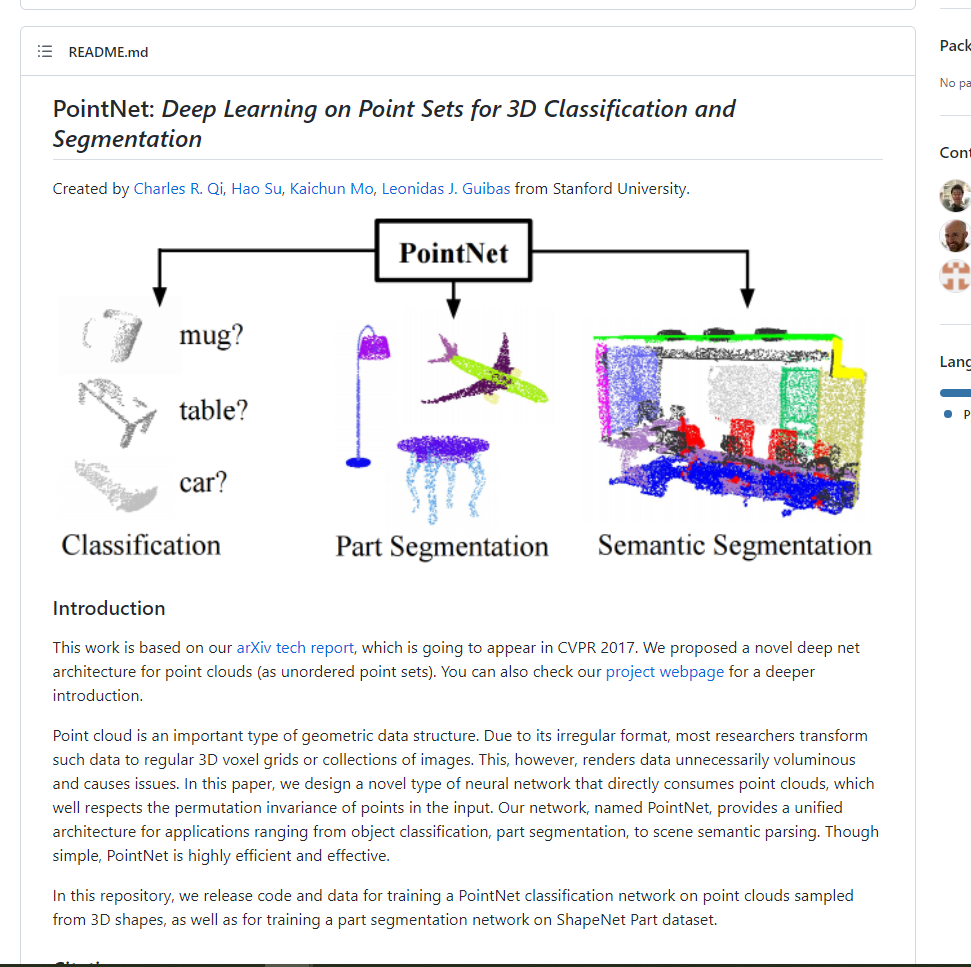 README.md
PointNet: Deep Learning on Point Sets for 3D Classification and
Segmentation
Created by Charles R. Qi, Hao Su, Kaichun Mo, Leonidas J. Guibas from Stanford University.
PointNet
mug?
table?
car?
Classification
Part Segmentation
Semantic Segmentation
Introduction
This work is based on our arXiv tech report, which is going to appear in CVPR 2017. We proposed a novel deep net
architecture for point clouds (as unordered point sets). You can also check our project webpage for a deeper
introduction.
Point cloud is an important type of geometric data structure. Due to its irregular format, most researchers transform
such data to regular 3D voxel grids or collections of images. This, however, renders data unnecessarily voluminous
and causes issues. In this paper, we design a novel type of neural network that directly consumes point clouds, which
well respects the permutation invariance of points in the input. Our network, named PointNet, provides a unified
architecture for applications ranging from object classification, part segmentation, to scene semantic parsing. Though
simple, PointNet is highly efficient and effective.
In this repository, we release code and data for training a PointNet classification network on point clouds sampled
from 3D shapes, as well as for training a part segmentation network on ShapeNet Part dataset.
Pack
No pa
Cont
Lang
P